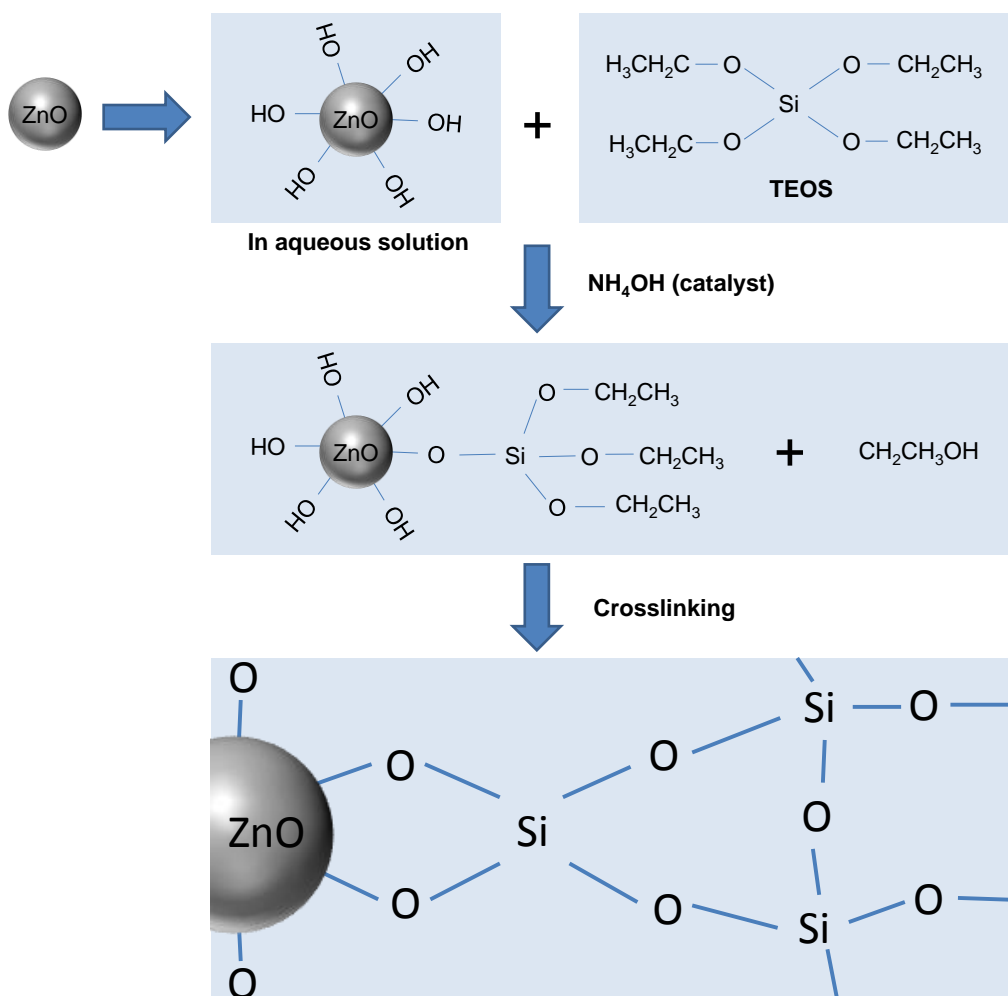 HO
OH
H₃CH₂C
O
O
CH₂CH₃
ZnO
HO
ZnO
OH
+
Si
H₃CH₂C
O
O
CH₂CH₃
HO
OH
TEOS
In aqueous solution
NH₄OH (catalyst)
HO
OH
O
CH₂CH₃
HO
ZnO
O
Si
O
CH₂CH₃
+
CH₂CH₃OH
HO
OH
O
CH₂CH₃
Crosslinking
O
Si
O
O
O
ZnO
Si
O
O
O
Si
O
O